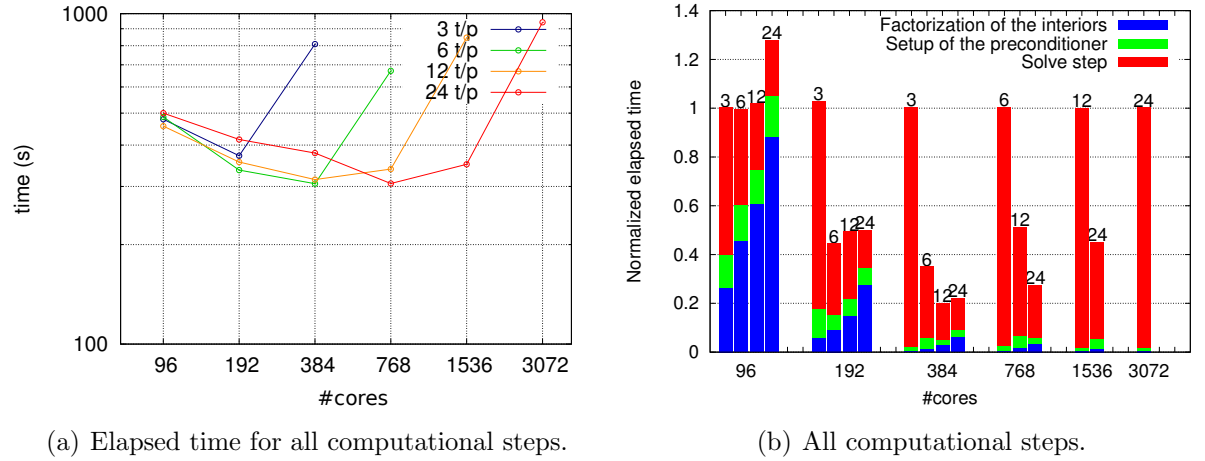 1000
100
time (s)
3 t/p
6 t/p
12 t/p
24 t/p
96 192 384 768 1536 3072
#cores
(a) Elapsed time for all computational steps.
1.4
1.2
1
0.8
0.6
0.4
0.2
0
Normalized elapsed time
Factorization of the interiors
Setup of the preconditioner
Solve step
3 6 12 24
3 6 12 24
3 6 12 24
6 12 24
12 24
24
96 192 384 768 1536 3072
#cores
(b) All computational steps.